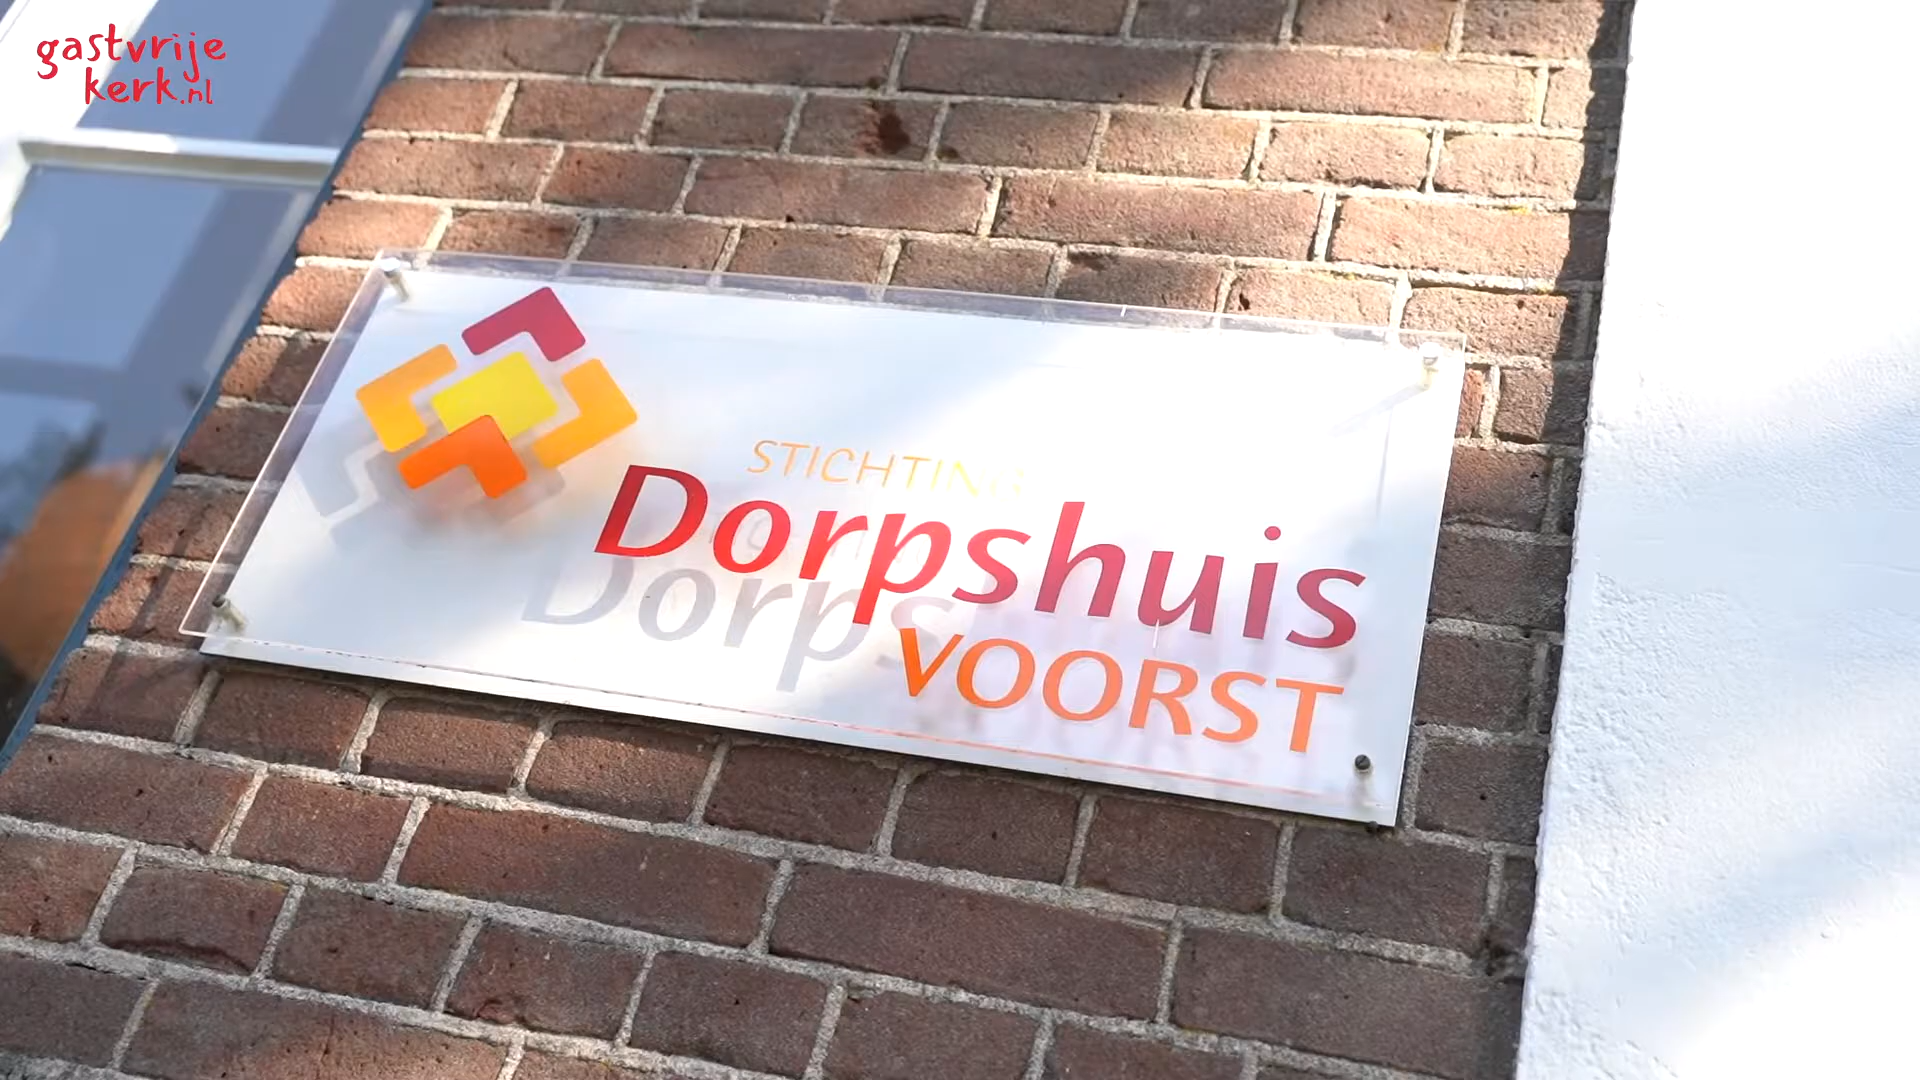 gastvrije
kerk.nl
STICHTING
Dorpshuis
VOORST